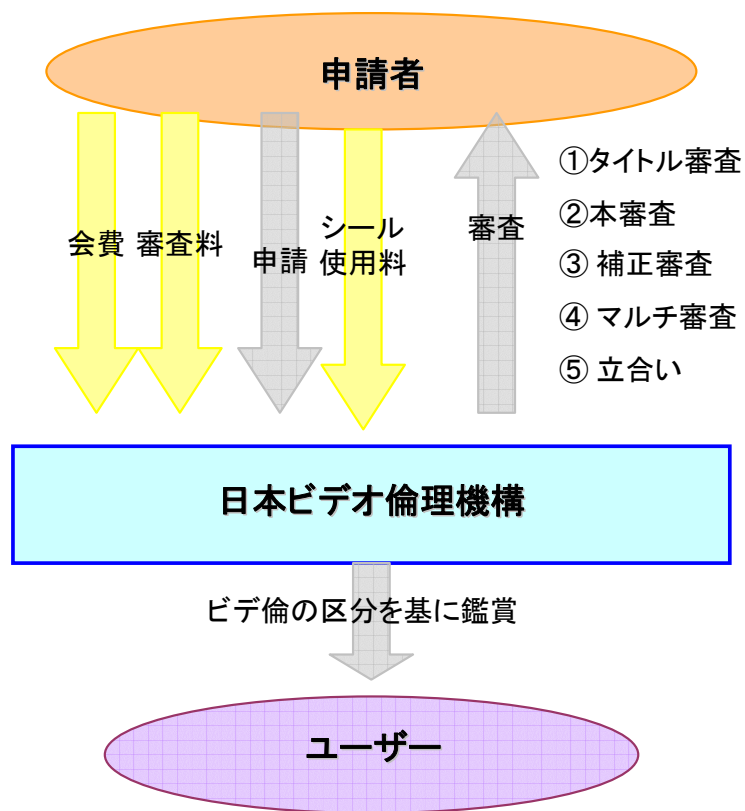 申請者
会費
審査料
申請
シール
使用料
審査
①タイトル審査
②本審査
③ 補正審査
④ マルチ審査
⑤ 立合い
日本ビデオ倫理機構
ビデ倫の区分を基に鑑賞
ユーザー